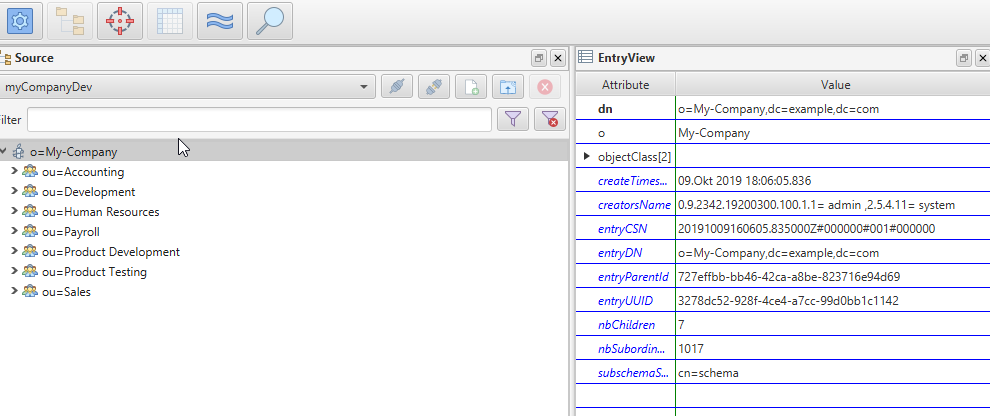 Source
myCompanyDev
ilter
o=My-Company
ou=Accounting
ou=Development
ou=Human Resources
ou=Payroll
ou=Product Development
ou=Product Testing
ou=Sales
EntryView
Attribute Value
dn o=My-Company,dc=example,dc=com
o My-Company
objectClass[2]
createTimes... 09.Okt 2019 18:06:05.836
creatorsName 0.9.2342.19200300.100.1.1= admin ,2.5.4.11= system
entryCSN 20191009160605.835000Z#000000#001#000000
entryDN o=My-Company,dc=example,dc=com
entryParentId 727effbb-bb46-42ca-a8be-823716e94d69
entryUUID 3278dc52-928f-4ce4-a7cc-99d0bb1c1142
nbChildren 7
nbSubordin... 1017
subschemaS... cn=schema